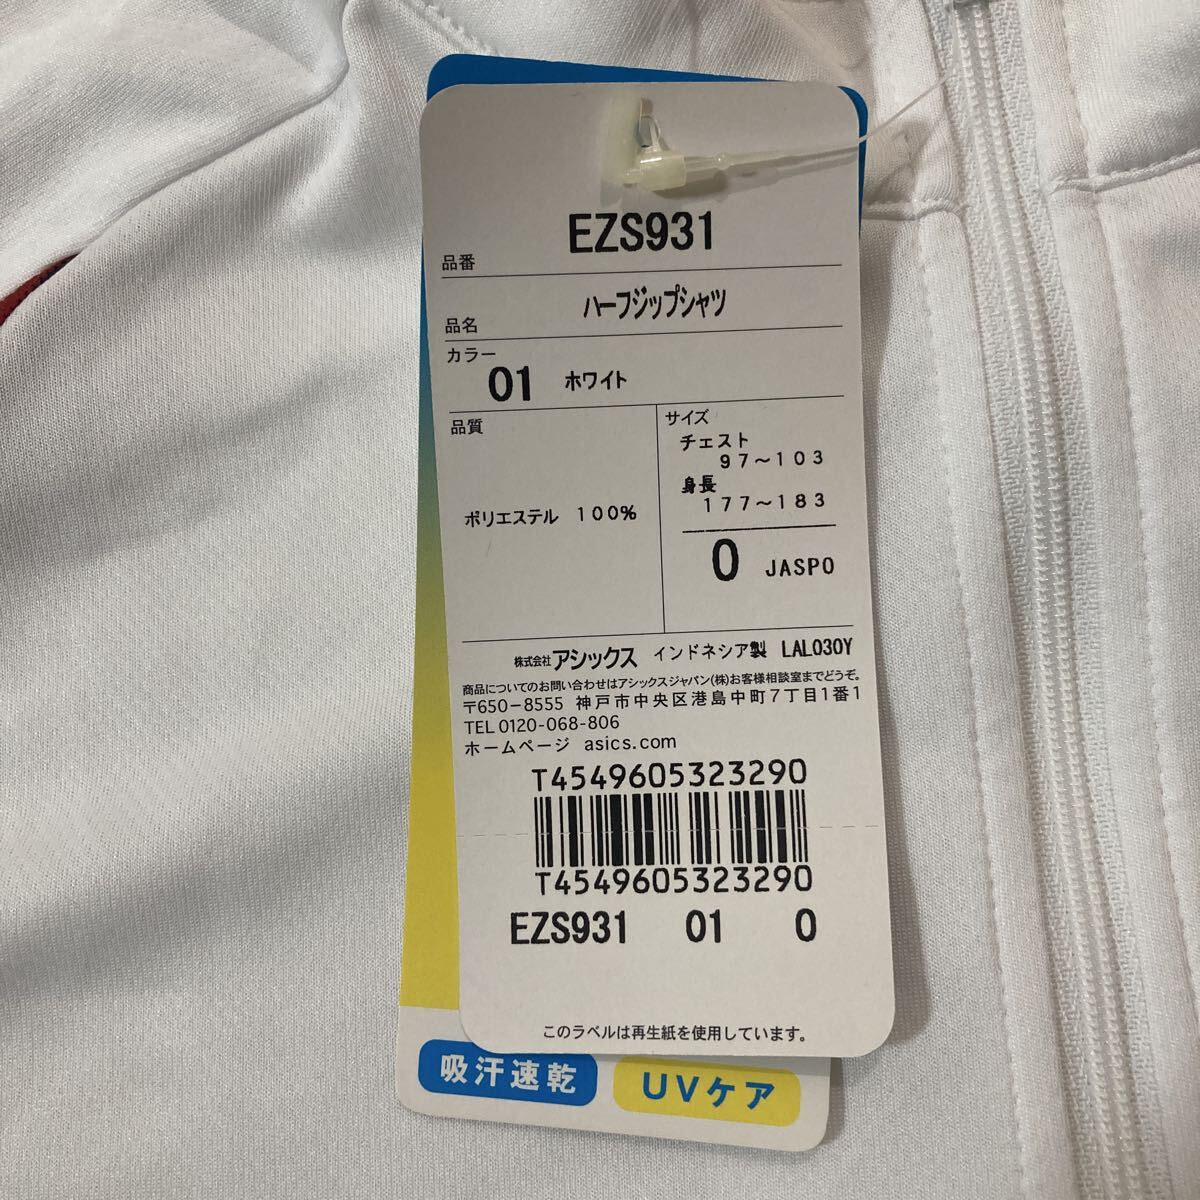 EZS931
品番
ハーフジップシャツ
品名
カラー
01 ホワイト
品質
ポリエステル 100%
サイズ
チェスト
97～103
身長
177～183
O JASPO
株式会社アシックス インドネシア製 LAL030Y
商品についてのお問い合わせはアシックスジャパン(株)お客様相談室までどうぞ。
〒650-8555 神戸市中央区港島中町7丁目1番1
TEL 0120-068-806
ホームページ asics.com
T4549605323290
T4549605323290
EZS931 01 O
このラベルは再生紙を使用しています。
吸汗速乾
UVケア